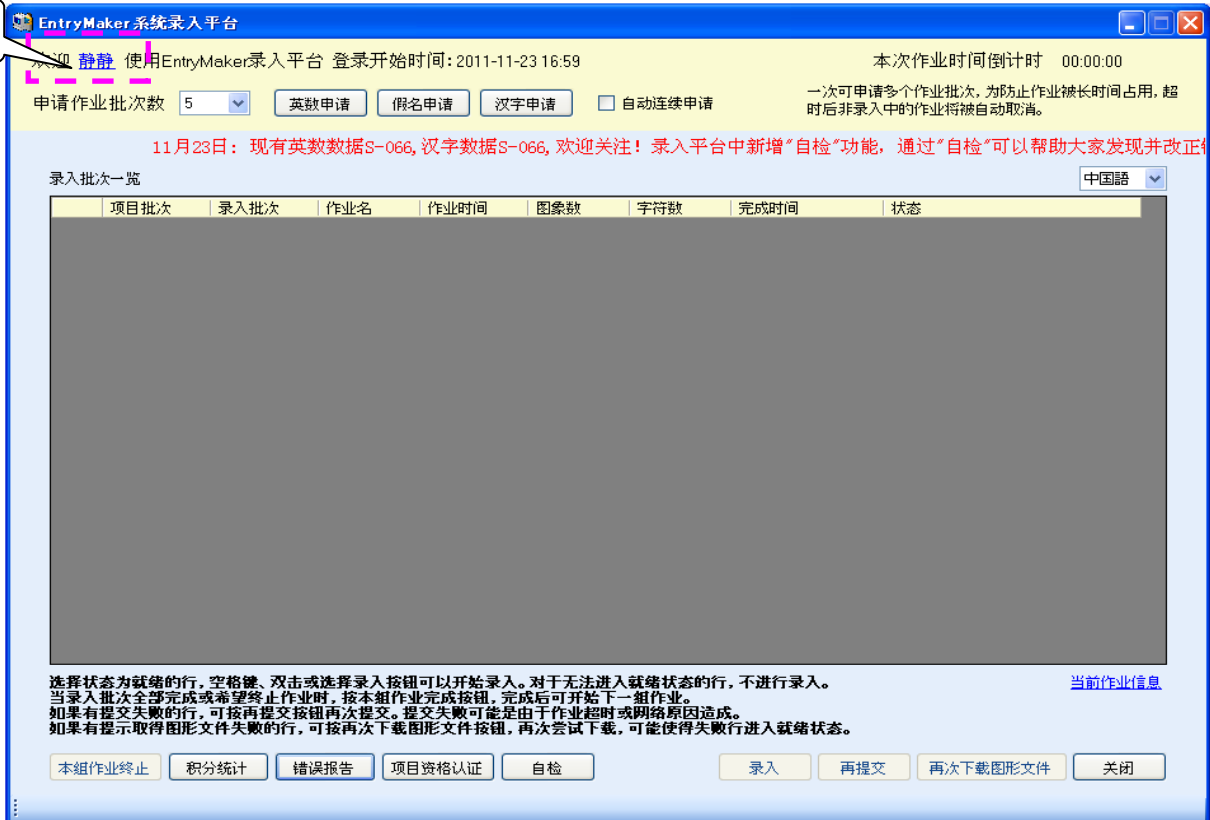 EntryMaker系统录入平台
欢迎 静静 使用EntryMaker录入平台 登录开始时间:2011-11-23 16:59
本次作业时间倒计时 00:00:00
申请作业批次数 5 英数申请 假名申请 汉字申请 自动连续申请
一次可申请多个作业批次,为防止作业被长时间占用,超
时后非录入中的作业将被自动取消。
11月23日: 现有英数数据S-066,汉字数据S-066,欢迎关注! 录入平台中新增"自检"功能, 通过"自检"可以帮助大家发现并改正
录入批次一览
中国語
项目批次 录入批次 作业名 作业时间 图象数 字符数 完成时间 状态
选择状态为就绪的行,空格键、双击或选择录入按钮可以开始录入。对于无法进入就绪状态的行,不进行录入。
当录入批次全部完成或希望终止作业时,按本组作业完成按钮,完成后可开始下一组作业。
如果有提交失败的行,可按再提交按钮再次提交。提交失败可能是由于作业超时或网络原因造成。
如果有提示取得图形文件失败的行,可按再次下载图形文件按钮,再次尝试下载,可能使得失败行进入就绪状态。
当前作业信息
本组作业终止 积分统计 错误报告 项目资格认证 自检 录入 再提交 再次下载图形文件 关闭